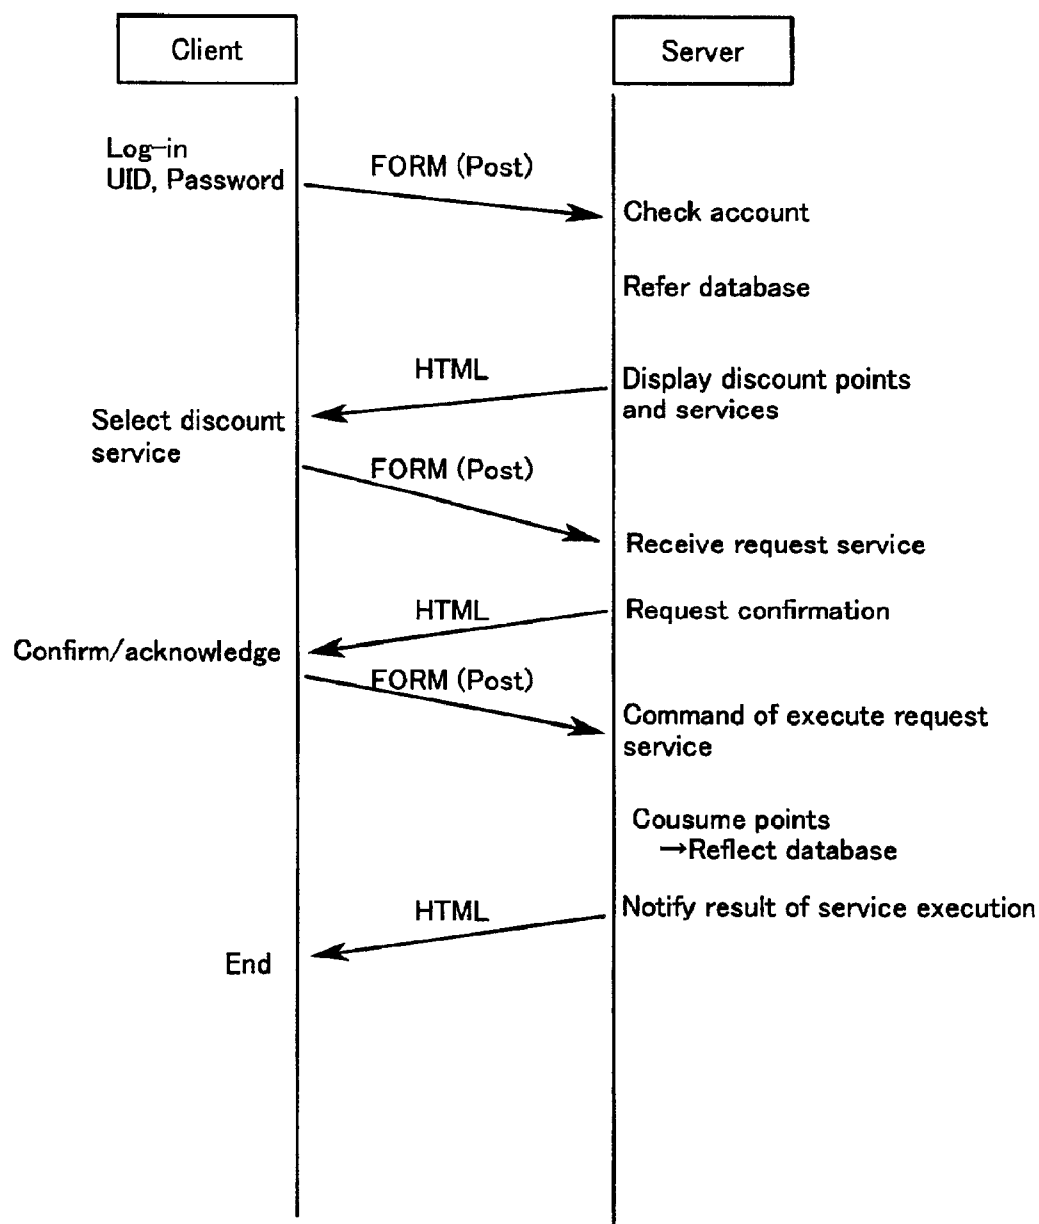 Client
Server
Log-in
UID, Password
FORM (Post)
Check account
Refer database
HTML
Display discount points
and services
Select discount
service
FORM (Post)
Receive request service
HTML
Request confirmation
Confirm/acknowledge
FORM (Post)
Command of execute request
service
Cousume points
→Reflect database
HTML
Notify result of service execution
End